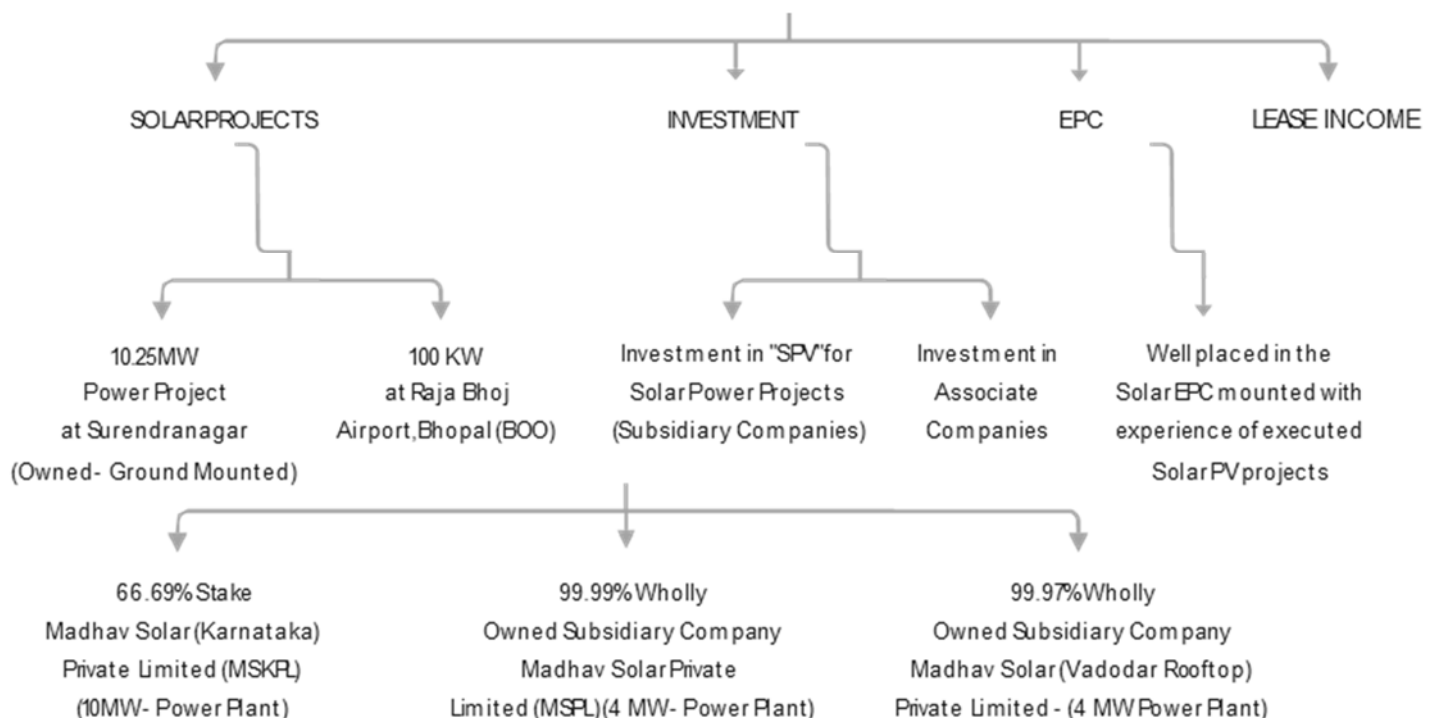 SOLAR PROJECTS
INVESTMENT
EPC
LEASE INCOME
10.25MW
Power Project
at Surendranagar
(Owned- Ground Mounted)
100 KW
at Raja Bhoj
Airport, Bhopal (BOO)
Investment in "SPV" for
Solar Power Projects
(Subsidiary Companies)
Investment in
Associate
Companies
Well placed in the
Solar EPC mounted with
experience of executed
Solar PV projects
66.69% Stake
Madhav Solar (Karnataka)
Private Limited (MSKPL)
(10MW- Power Plant)
99.99% Wholly
Owned Subsidiary Company
Madhav Solar Private
Limited (MSPL)(4 MW- Power Plant)
99.97% Wholly
Owned Subsidiary Company
Madhav Solar (Vadodar Rooftop)
Private Limited - (4 MW Power Plant)